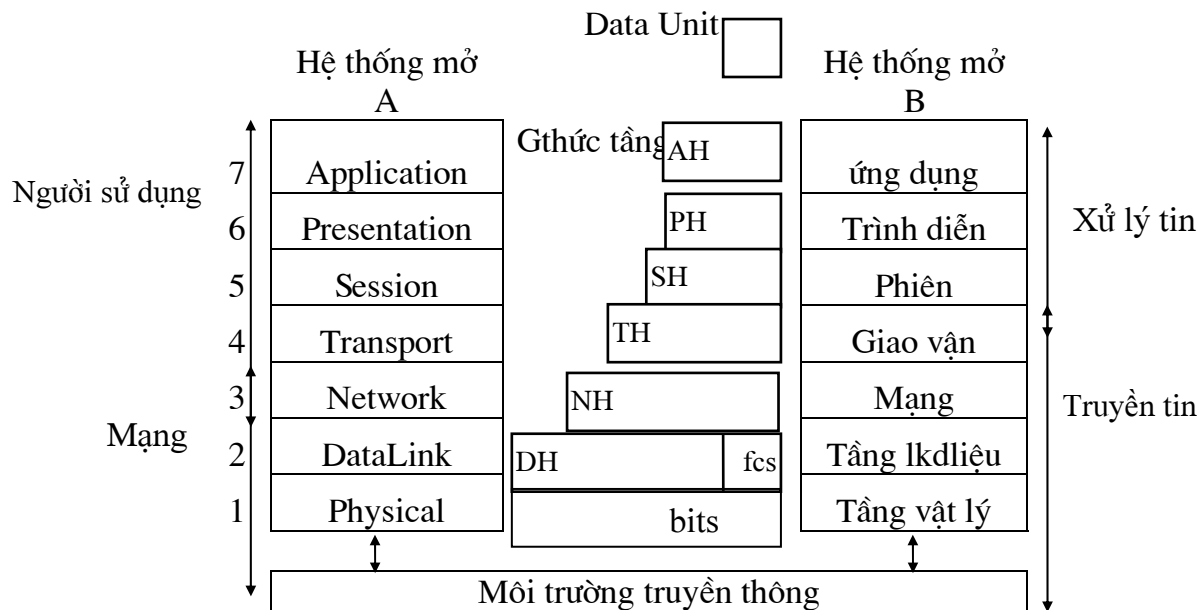 Data Unit
Hệ thống mở
A
Hệ thống mở
B
Gthức tầng
AH
7
Application
ứng dụng
Người sử dụng
6
Presentation
PH
Trình diễn
Xử lý tin
5
Session
SH
Phiên
4
Transport
TH
Giao vận
3
Network
NH
Mạng
Truyền tin
Mạng
2
DataLink
DH
fcs
Tầng lkdliệu
1
Physical
bits
Tầng vật lý
Môi trường truyền thông